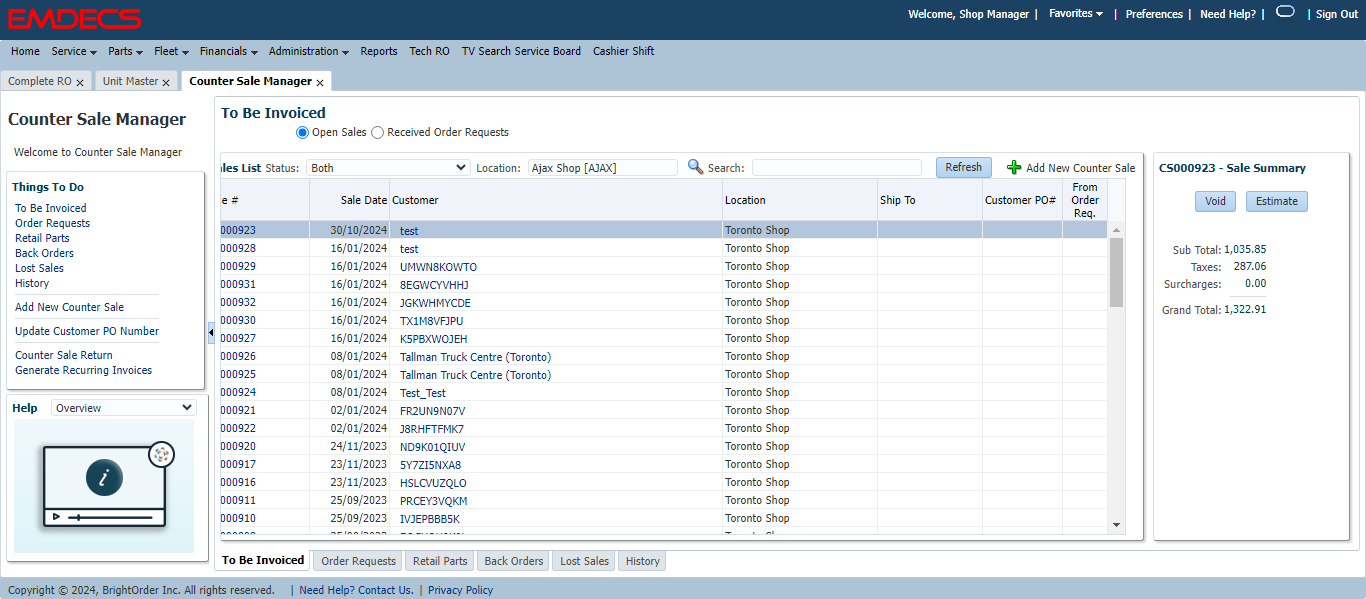 EMDECS
Welcome, Shop Manager | Favorites | Preferences | Need Help? | | Sign Out
Home Service Parts Fleet Financials Administration Reports Tech RO TV Search Service Board Cashier Shift
Complete RO Unit Master Counter Sale Manager
Counter Sale Manager
Welcome to Counter Sale Manager
Things To Do
To Be Invoiced
Order Requests
Retail Parts
Back Orders
Lost Sales
History
Add New Counter Sale
Update Customer PO Number
Counter Sale Return
Generate Recurring Invoices
Help Overview
i
To Be Invoiced
Open Sales Received Order Requests
les List Status: Both Location: Ajax Shop [AJAX] Search: Refresh Add New Counter Sale
e # Sale Date Customer Location Ship To Customer PO# From Order Req.
000923 30/10/2024 test Toronto Shop
000928 16/01/2024 test Toronto Shop
000929 16/01/2024 UMWN8KOWTO Toronto Shop
000931 16/01/2024 8EGWCYVHHJ Toronto Shop
000932 16/01/2024 JGKWHMYCDE Toronto Shop
000930 16/01/2024 TX1M8VFJPU Toronto Shop
000927 16/01/2024 K5PBXWOJEH Toronto Shop
000926 08/01/2024 Tallman Truck Centre (Toronto) Toronto Shop
000925 08/01/2024 Tallman Truck Centre (Toronto) Toronto Shop
000924 08/01/2024 Test_Test Toronto Shop
000921 02/01/2024 FR2UN9N07V Toronto Shop
000922 02/01/2024 J8RHFTFMK7 Toronto Shop
000920 24/11/2023 ND9K01QIUV Toronto Shop
000917 23/11/2023 5Y7ZI5NXA8 Toronto Shop
000916 23/11/2023 HSLCVUZQLO Toronto Shop
000911 25/09/2023 PRCEY3VQKM Toronto Shop
000910 25/09/2023 IVJEPBBB5K Toronto Shop
CS000923 - Sale Summary
Void Estimate
Sub Total: 1,035.85
Taxes: 287.06
Surcharges: 0.00
Grand Total: 1,322.91
To Be Invoiced Order Requests Retail Parts Back Orders Lost Sales History
Copyright © 2024, BrightOrder Inc. All rights reserved. | Need Help? Contact Us. | Privacy Policy